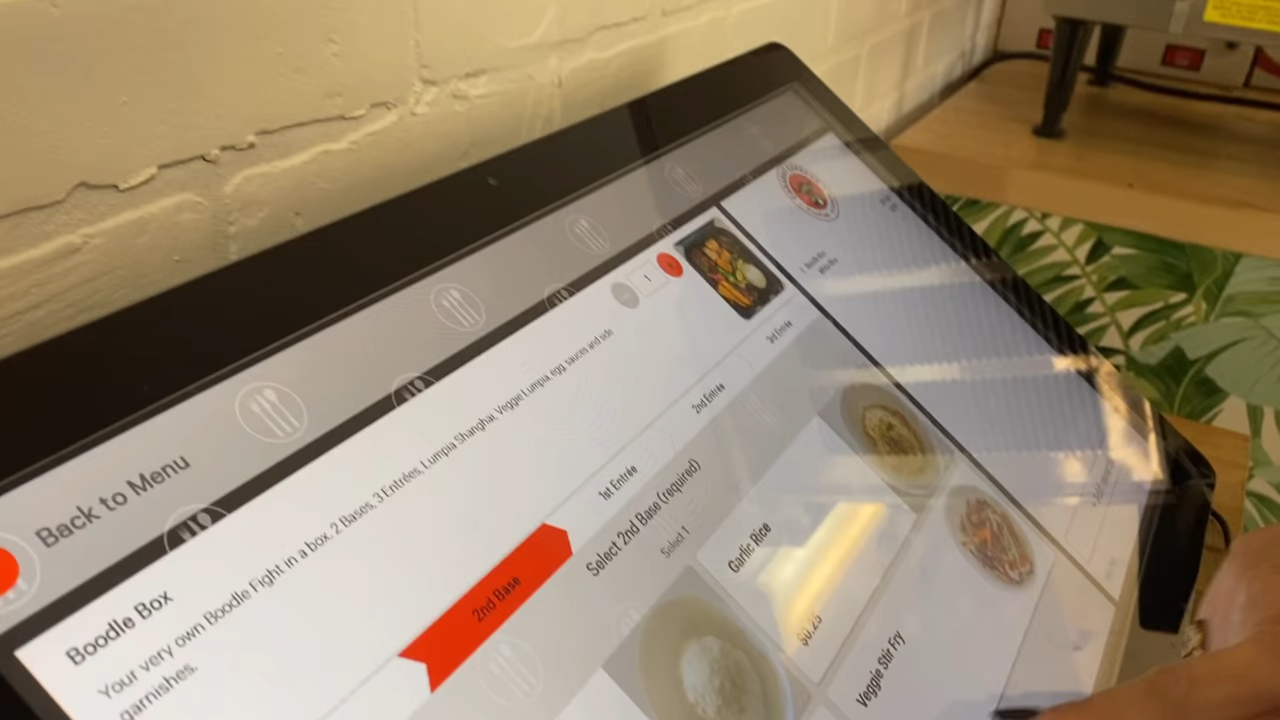 Back to Menu
Boodle Box
1
Your very own Boodle Fight in a box. 2 Bases, 3 Entrées, Lumpia Shanghai, Veggie Lumpia, egg, sauces and side
garnishes.
2nd Base
1st Entrée
2nd Entrée
3rd Entrée
Select 2nd Base (required)
Select 1
Garlic Rice
$0.25
Veggie Stir Fry